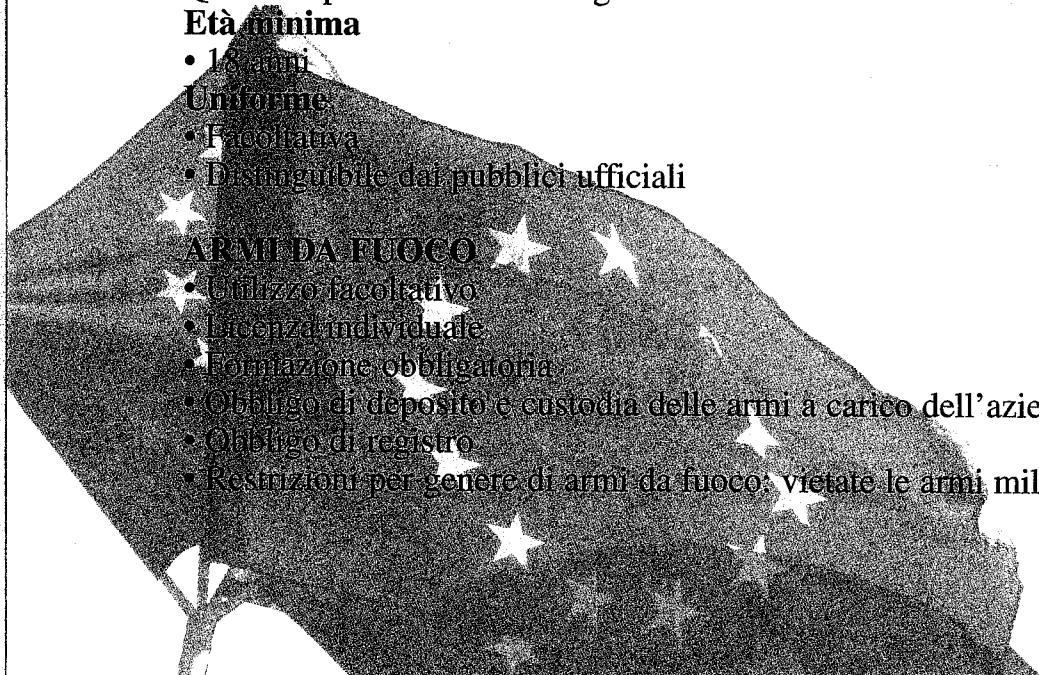 Età minima
• 18 anni
Uniforme
• Facoltativa
• Distinguibile dai pubblici ufficiali
ARMI DA FUOCO
• Utilizzo facoltativo
• Licenza individuale
• Formazione obbligatoria
• Obbligo di deposito e custodia delle armi a carico dell'azie
• Obbligo di registro
• Restrizioni per genere di armi da fuoco: vietate le armi mil